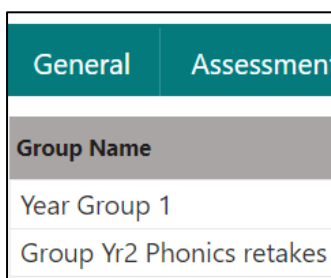 General Assessment
Group Name
Year Group 1
Group Yr2 Phonics retakes